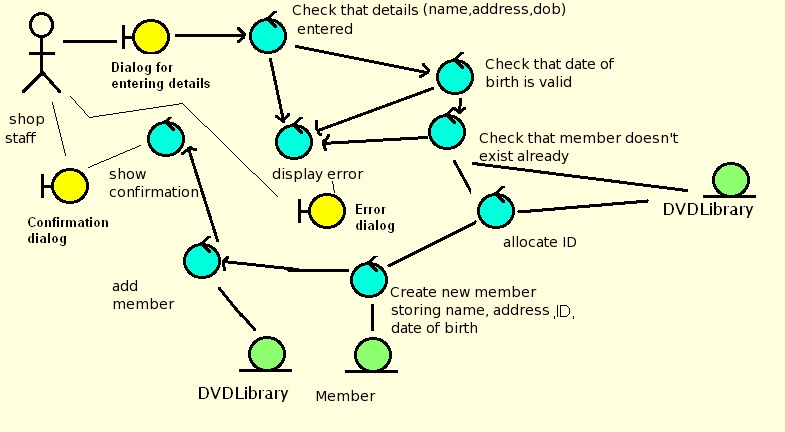 Check that details (name,address,dob)
entered
Dialog for
entering details
Check that date of
birth is valid
shop
staff
Check that member doesn't
exist already
show
confirmation
display error
DVDLibrary
Confirmation
dialog
Error
dialog
allocate ID
add
member
Create new member
storing name, address ,ID,
date of birth
DVDLibrary
Member